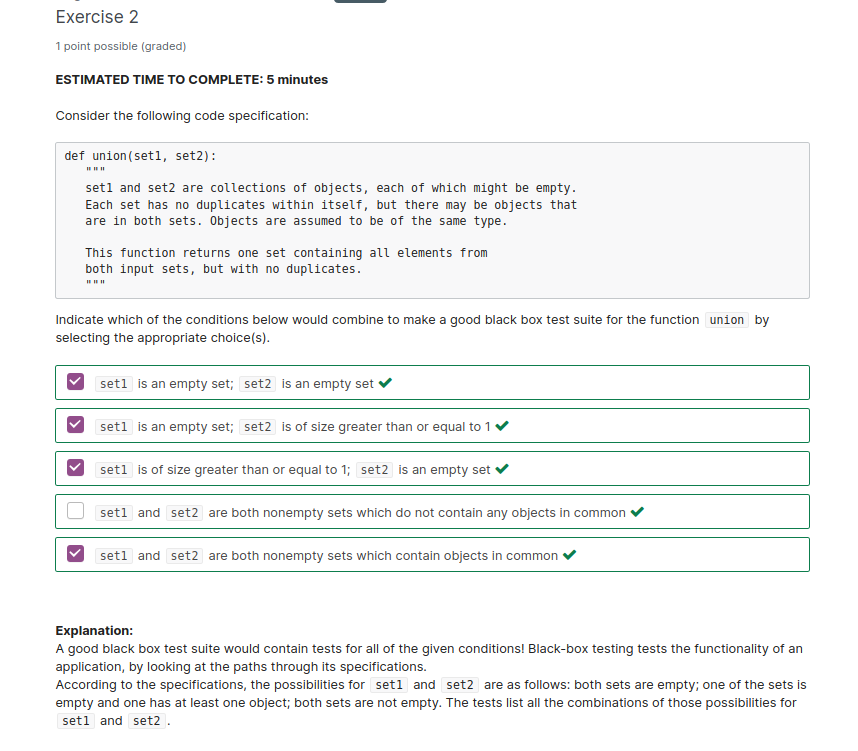 Exercise 2
1 point possible (graded)
ESTIMATED TIME TO COMPLETE: 5 minutes
Consider the following code specification:
def union(set1, set2):
"""
set1 and set2 are collections of objects, each of which might be empty.
Each set has no duplicates within itself, but there may be objects that
are in both sets. Objects are assumed to be of the same type.
This function returns one set containing all elements from
both input sets, but with no duplicates.
"""
Indicate which of the conditions below would combine to make a good black box test suite for the function union by
selecting the appropriate choice(s).
set1 is an empty set; set2 is an empty set
set1 is an empty set; set2 is of size greater than or equal to 1
set1 is of size greater than or equal to 1; set2 is an empty set
set1 and set2 are both nonempty sets which do not contain any objects in common
set1 and set2 are both nonempty sets which contain objects in common
Explanation:
A good black box test suite would contain tests for all of the given conditions! Black-box testing tests the functionality of an
application, by looking at the paths through its specifications.
According to the specifications, the possibilities for set1 and set2 are as follows: both sets are empty; one of the sets is
empty and one has at least one object; both sets are not empty. The tests list all the combinations of those possibilities for
set1 and set2.